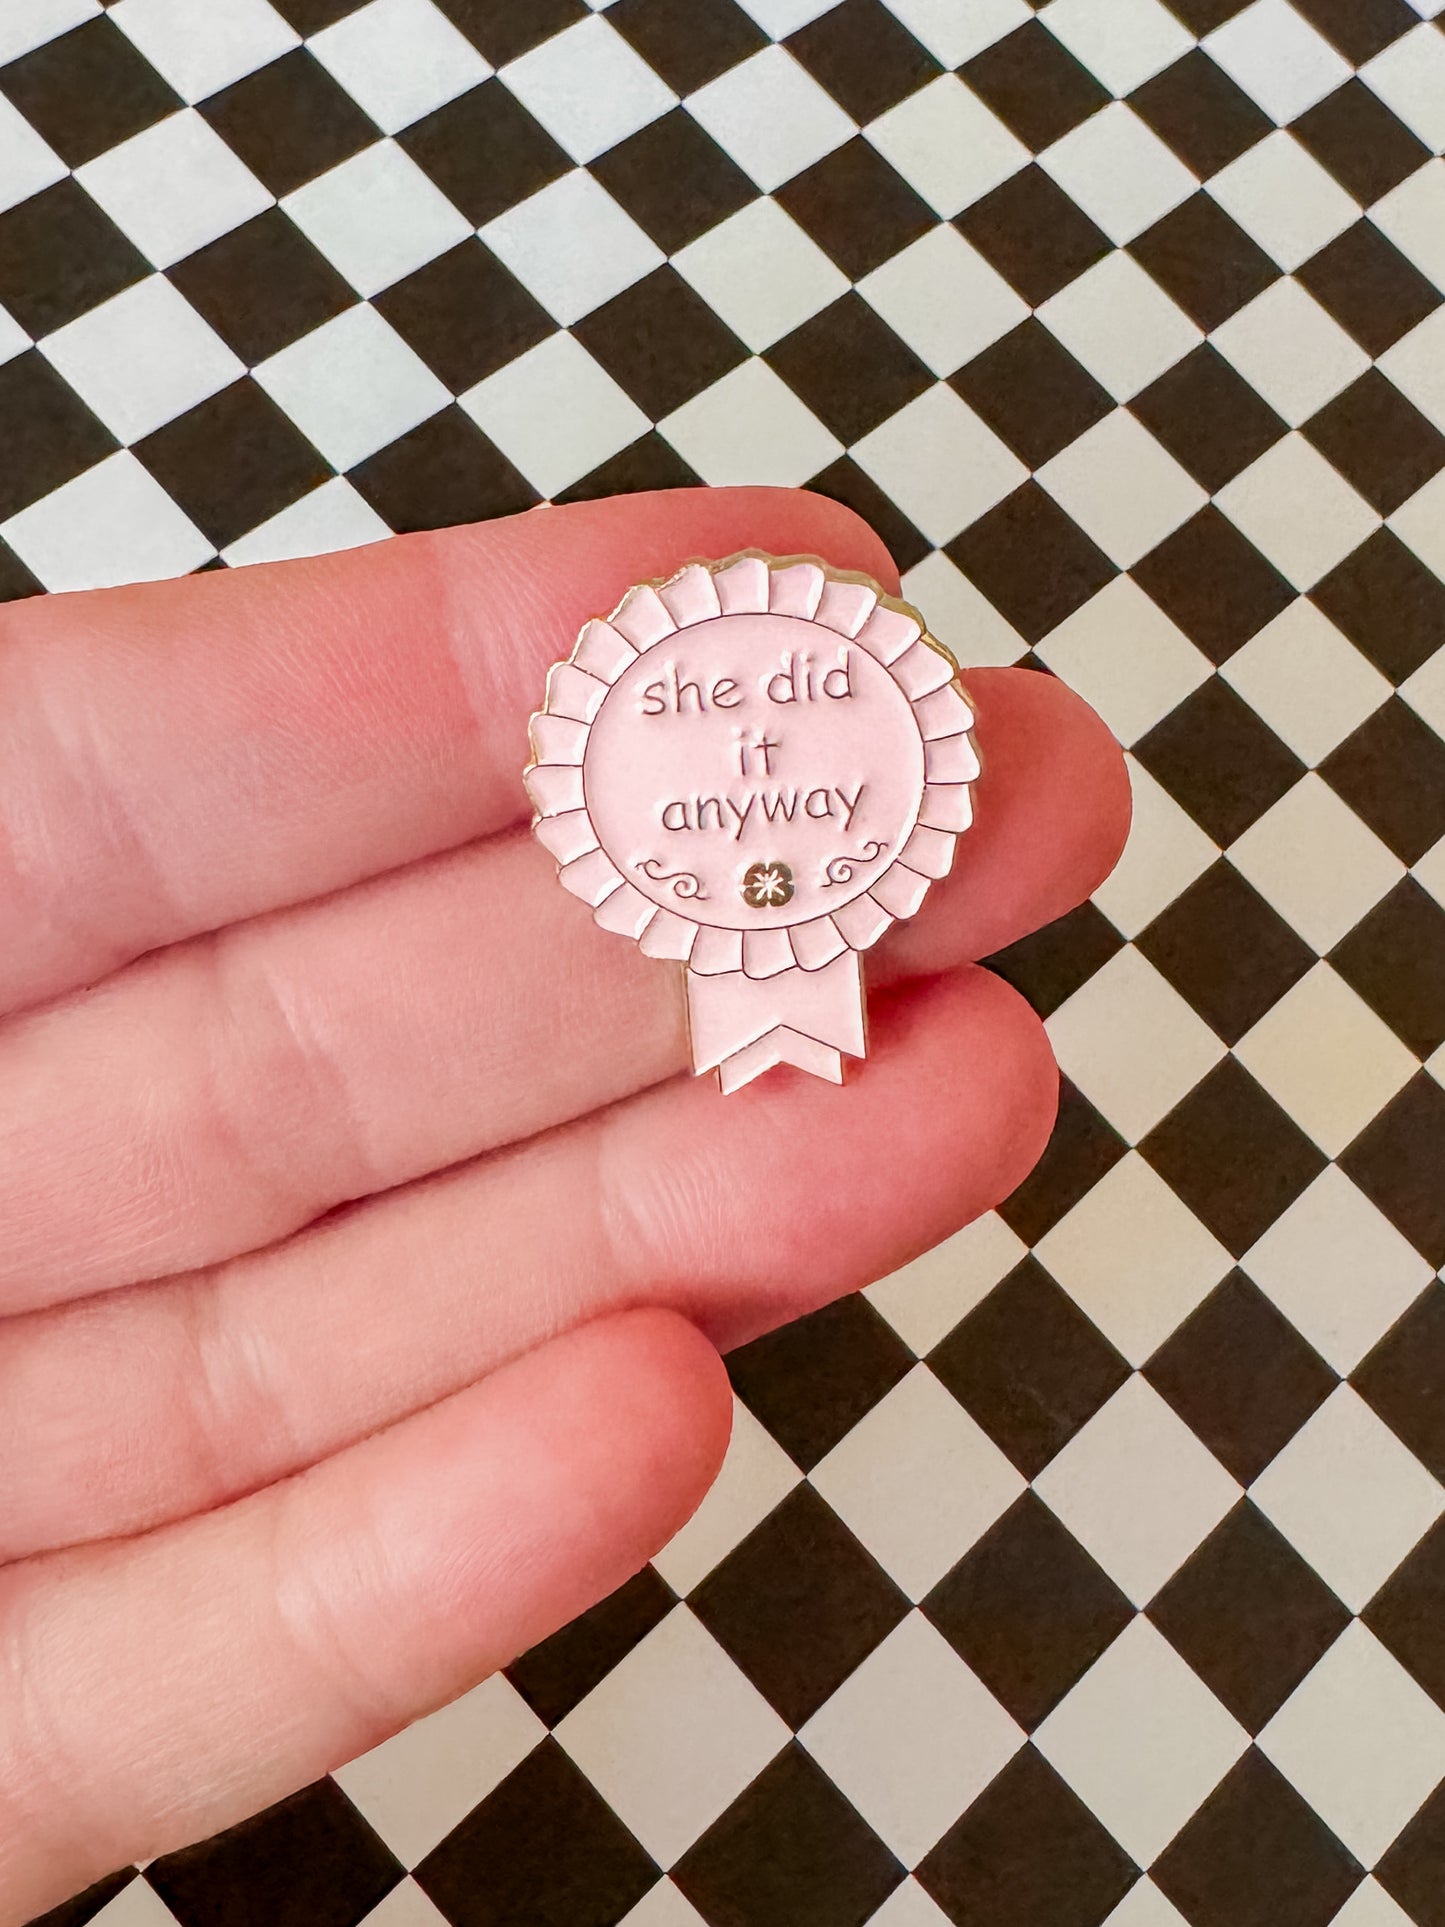 she did
it
anyway